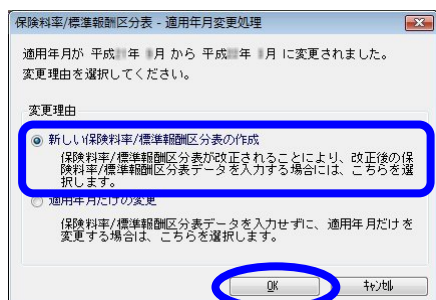 保険料率/標準報酬区分表 - 適用年月変更処理
適用年月が 平成 年 月 から 平成 年 月 に変更されました。
変更理由を選択してください。
変更理由
新しい保険料率/標準報酬区分表の作成
保険料率/標準報酬区分表が改正されることにより、改正後の保
険料率/標準報酬区分表データを入力する場合には、こちらを選
択します。
適用年月だけの変更
保険料率/標準報酬区分表データを入力せずに、適用年月だけを
変更する場合は、こちらを選択します。
OK
キャンセル